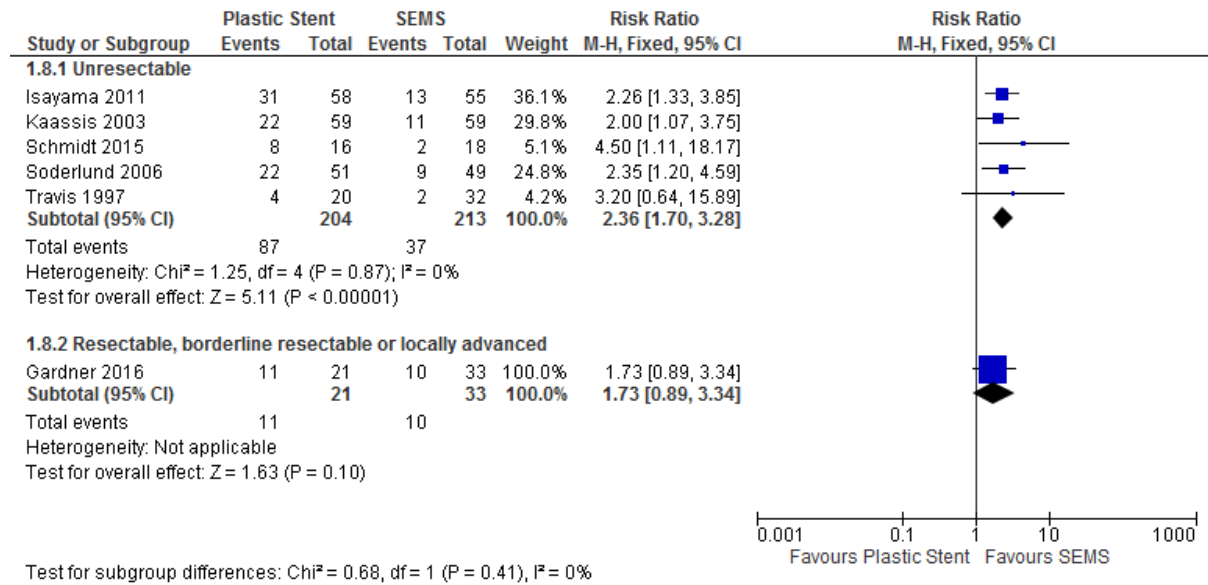 Plastic Stent SEMS Risk Ratio Risk Ratio
Study or Subgroup Events Total Events Total Weight M-H, Fixed, 95% CI M-H, Fixed, 95% CI
1.8.1 Unresectable
Isayama 2011 31 58 13 55 36.1% 2.26 [1.33, 3.85]
Kaassis 2003 22 59 11 59 29.8% 2.00 [1.07, 3.75]
Schmidt 2015 8 16 2 18 5.1% 4.50 [1.11, 18.17]
Soderlund 2006 22 51 9 49 24.8% 2.35 [1.20, 4.59]
Travis 1997 4 20 2 32 4.2% 3.20 [0.64, 15.89]
Subtotal (95% CI) 204 213 100.0% 2.36 [1.70, 3.28]
Total events 87 37
Heterogeneity: Chi² = 1.25, df = 4 (P = 0.87); I² = 0%
Test for overall effect: Z = 5.11 (P < 0.00001)
1.8.2 Resectable, borderline resectable or locally advanced
Gardner 2016 11 21 10 33 100.0% 1.73 [0.89, 3.34]
Subtotal (95% CI) 21 33 100.0% 1.73 [0.89, 3.34]
Total events 11 10
Heterogeneity: Not applicable
Test for overall effect: Z = 1.63 (P = 0.10)
0.001 0.1 1 10 1000
Favours Plastic Stent Favours SEMS
Test for subgroup differences: Chi² = 0.68, df = 1 (P = 0.41), I² = 0%